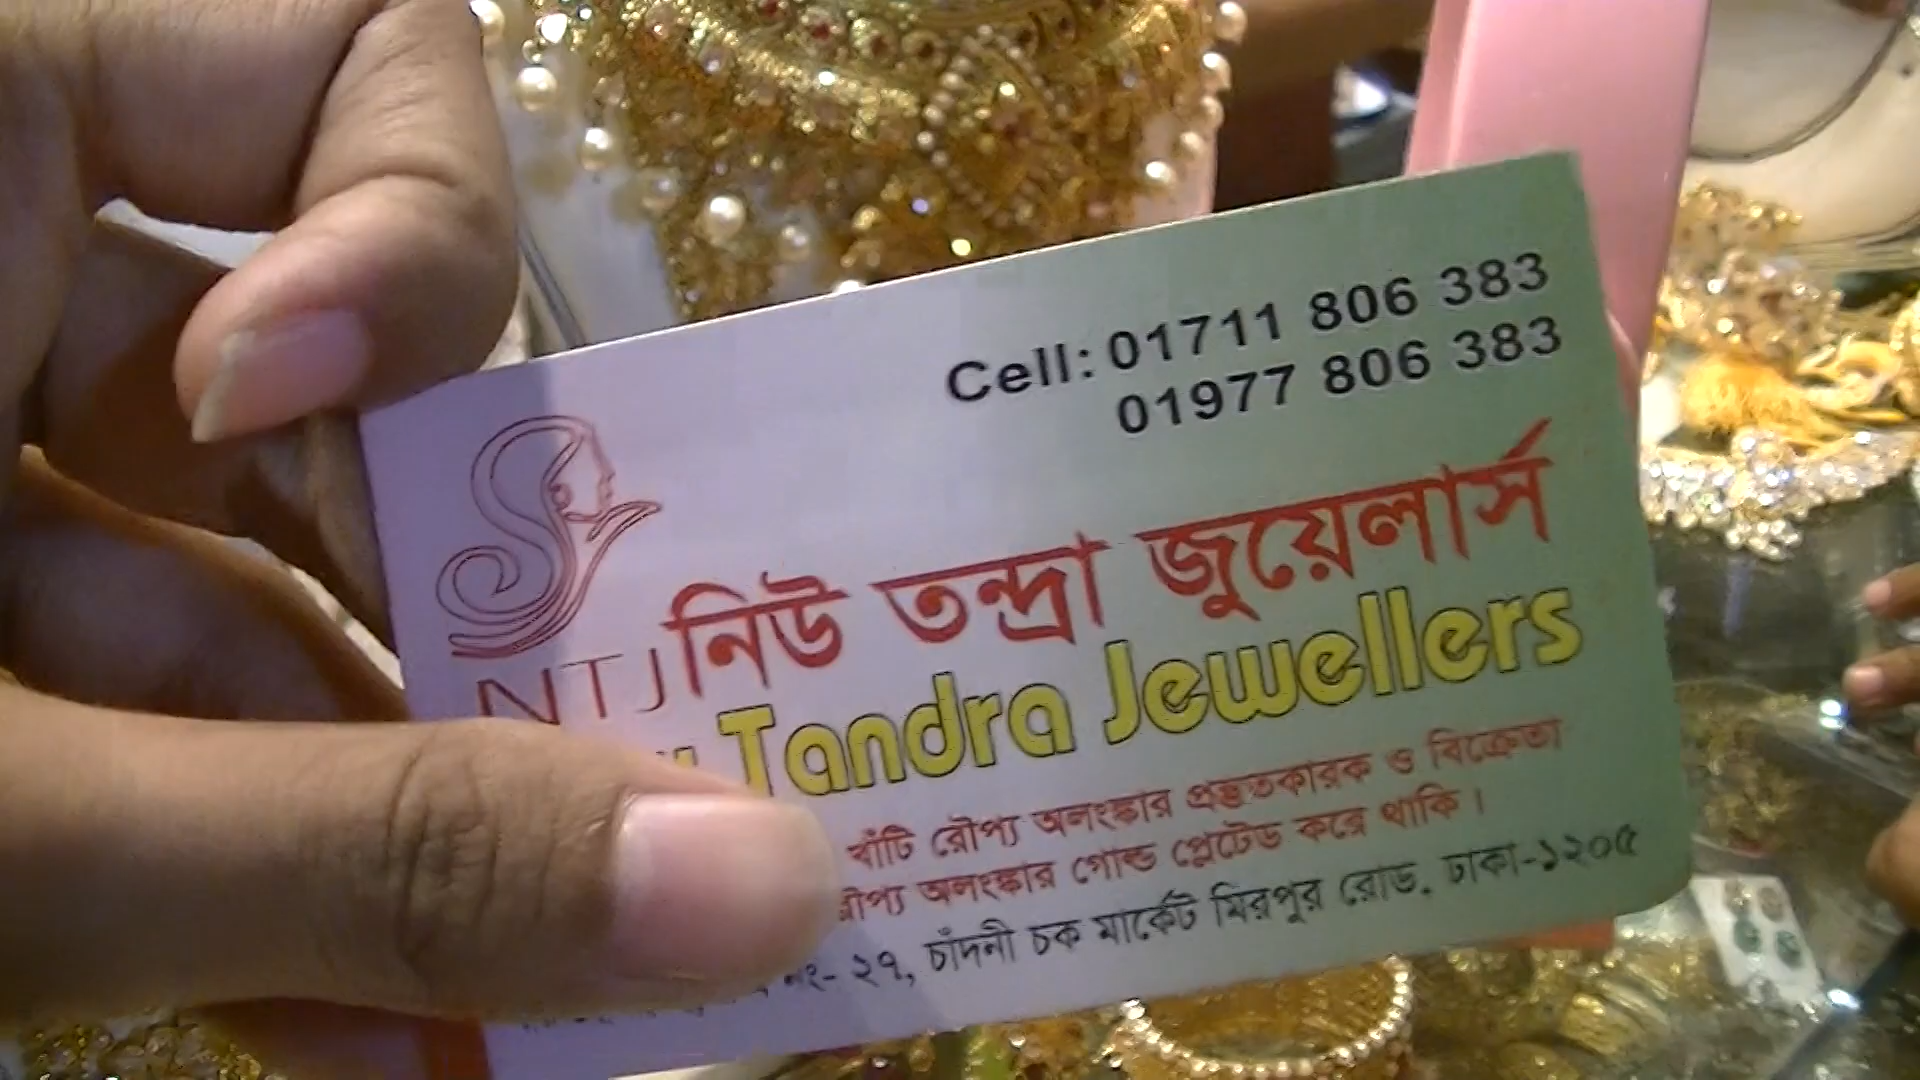 Cell: 01711 806 383
01977 806 383
NTJ
নিউ তন্দ্রা জুয়েলার্স
Tandra Jewellers
খাঁটি রৌপ্য অলংঙ্কার প্রস্তুতকারক ও বিক্রেতা
রৌপ্য অলংঙ্কার গোল্ড প্লেটেড করে থাকি।
নং- ২৭, চাঁদনী চক মার্কেট মিরপুর রোড, ঢাকা-১২০৫